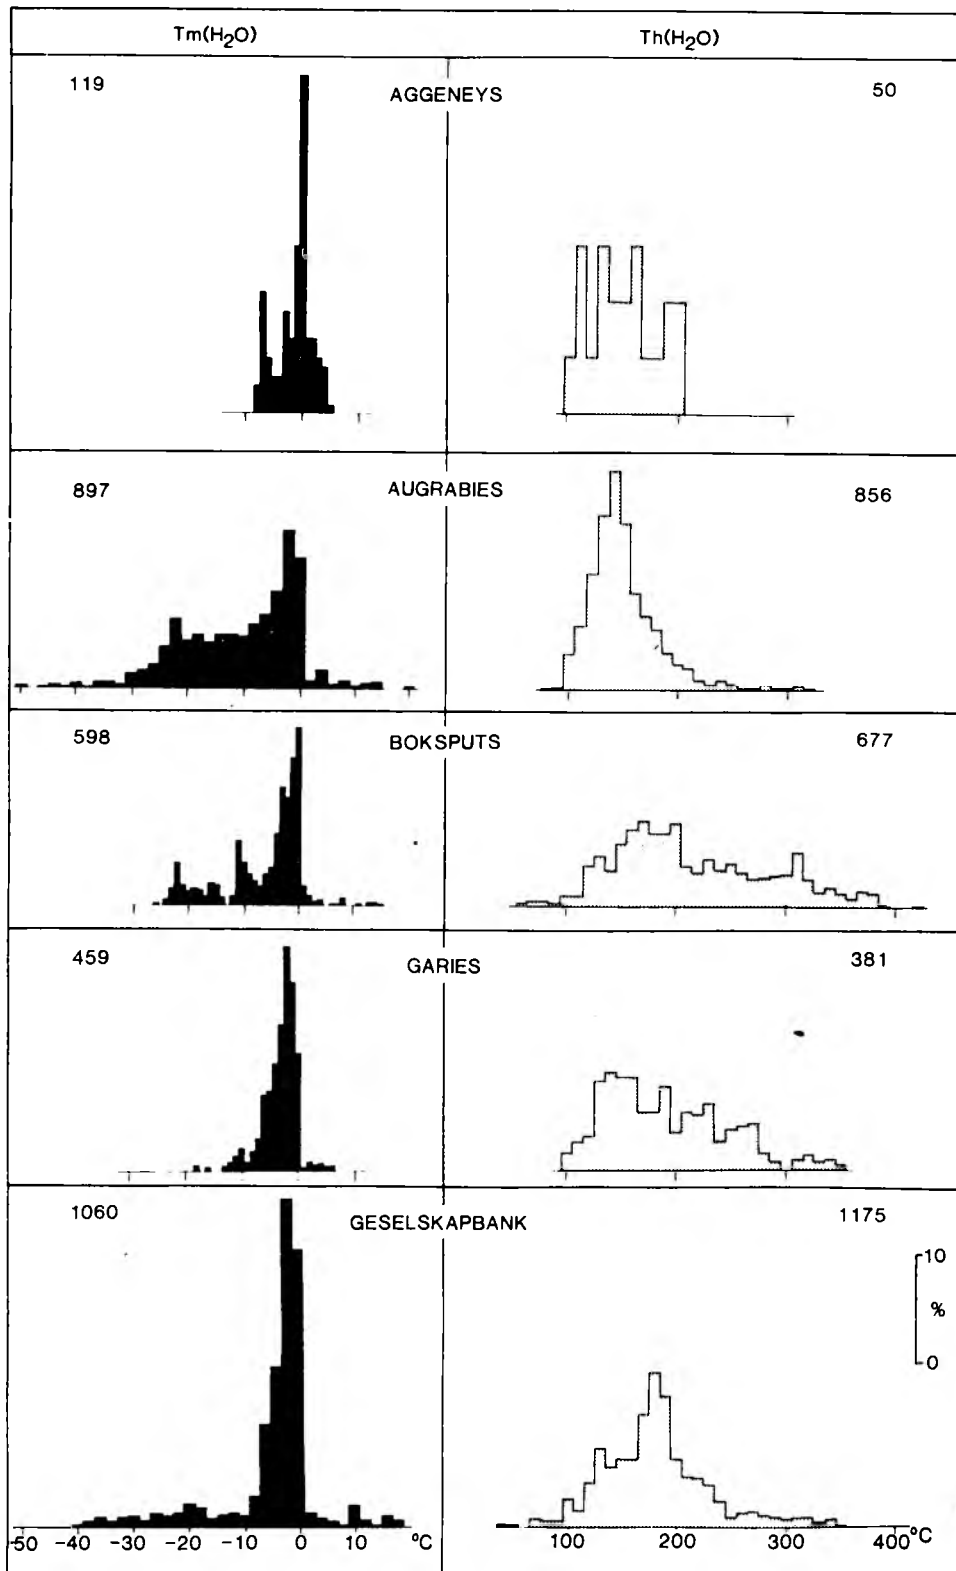 Tm(H2O) Th(H2O)
119 AGGENEYS 50
897 AUGRABIES 856
598 BOKSPUTS 677
459 GARIES 381
1060 GESELSKAPBANK 1175
10
%
0
-50 -40 -30 -20 -10 0 10 °C 100 200 300 400 °C